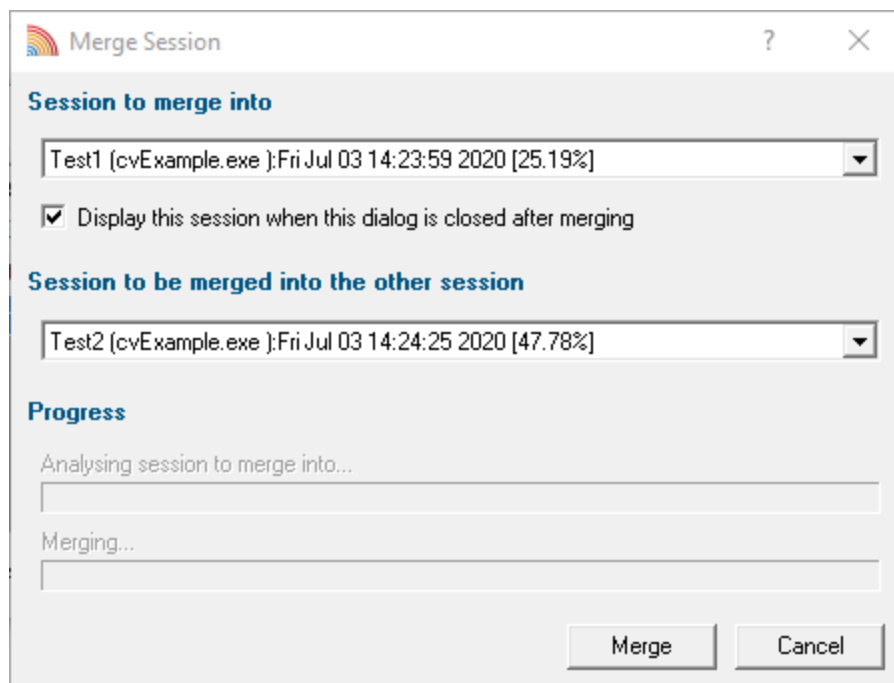 Merge Session
?
Session to merge into
Test1 (cvExample.exe ):Fri Jul 03 14:23:59 2020 [25.19%]
Display this session when this dialog is closed after merging
Session to be merged into the other session
Test2 (cvExample.exe ):Fri Jul 03 14:24:25 2020 [47.78%]
Progress
Analysing session to merge into...
Merging...
Merge Cancel